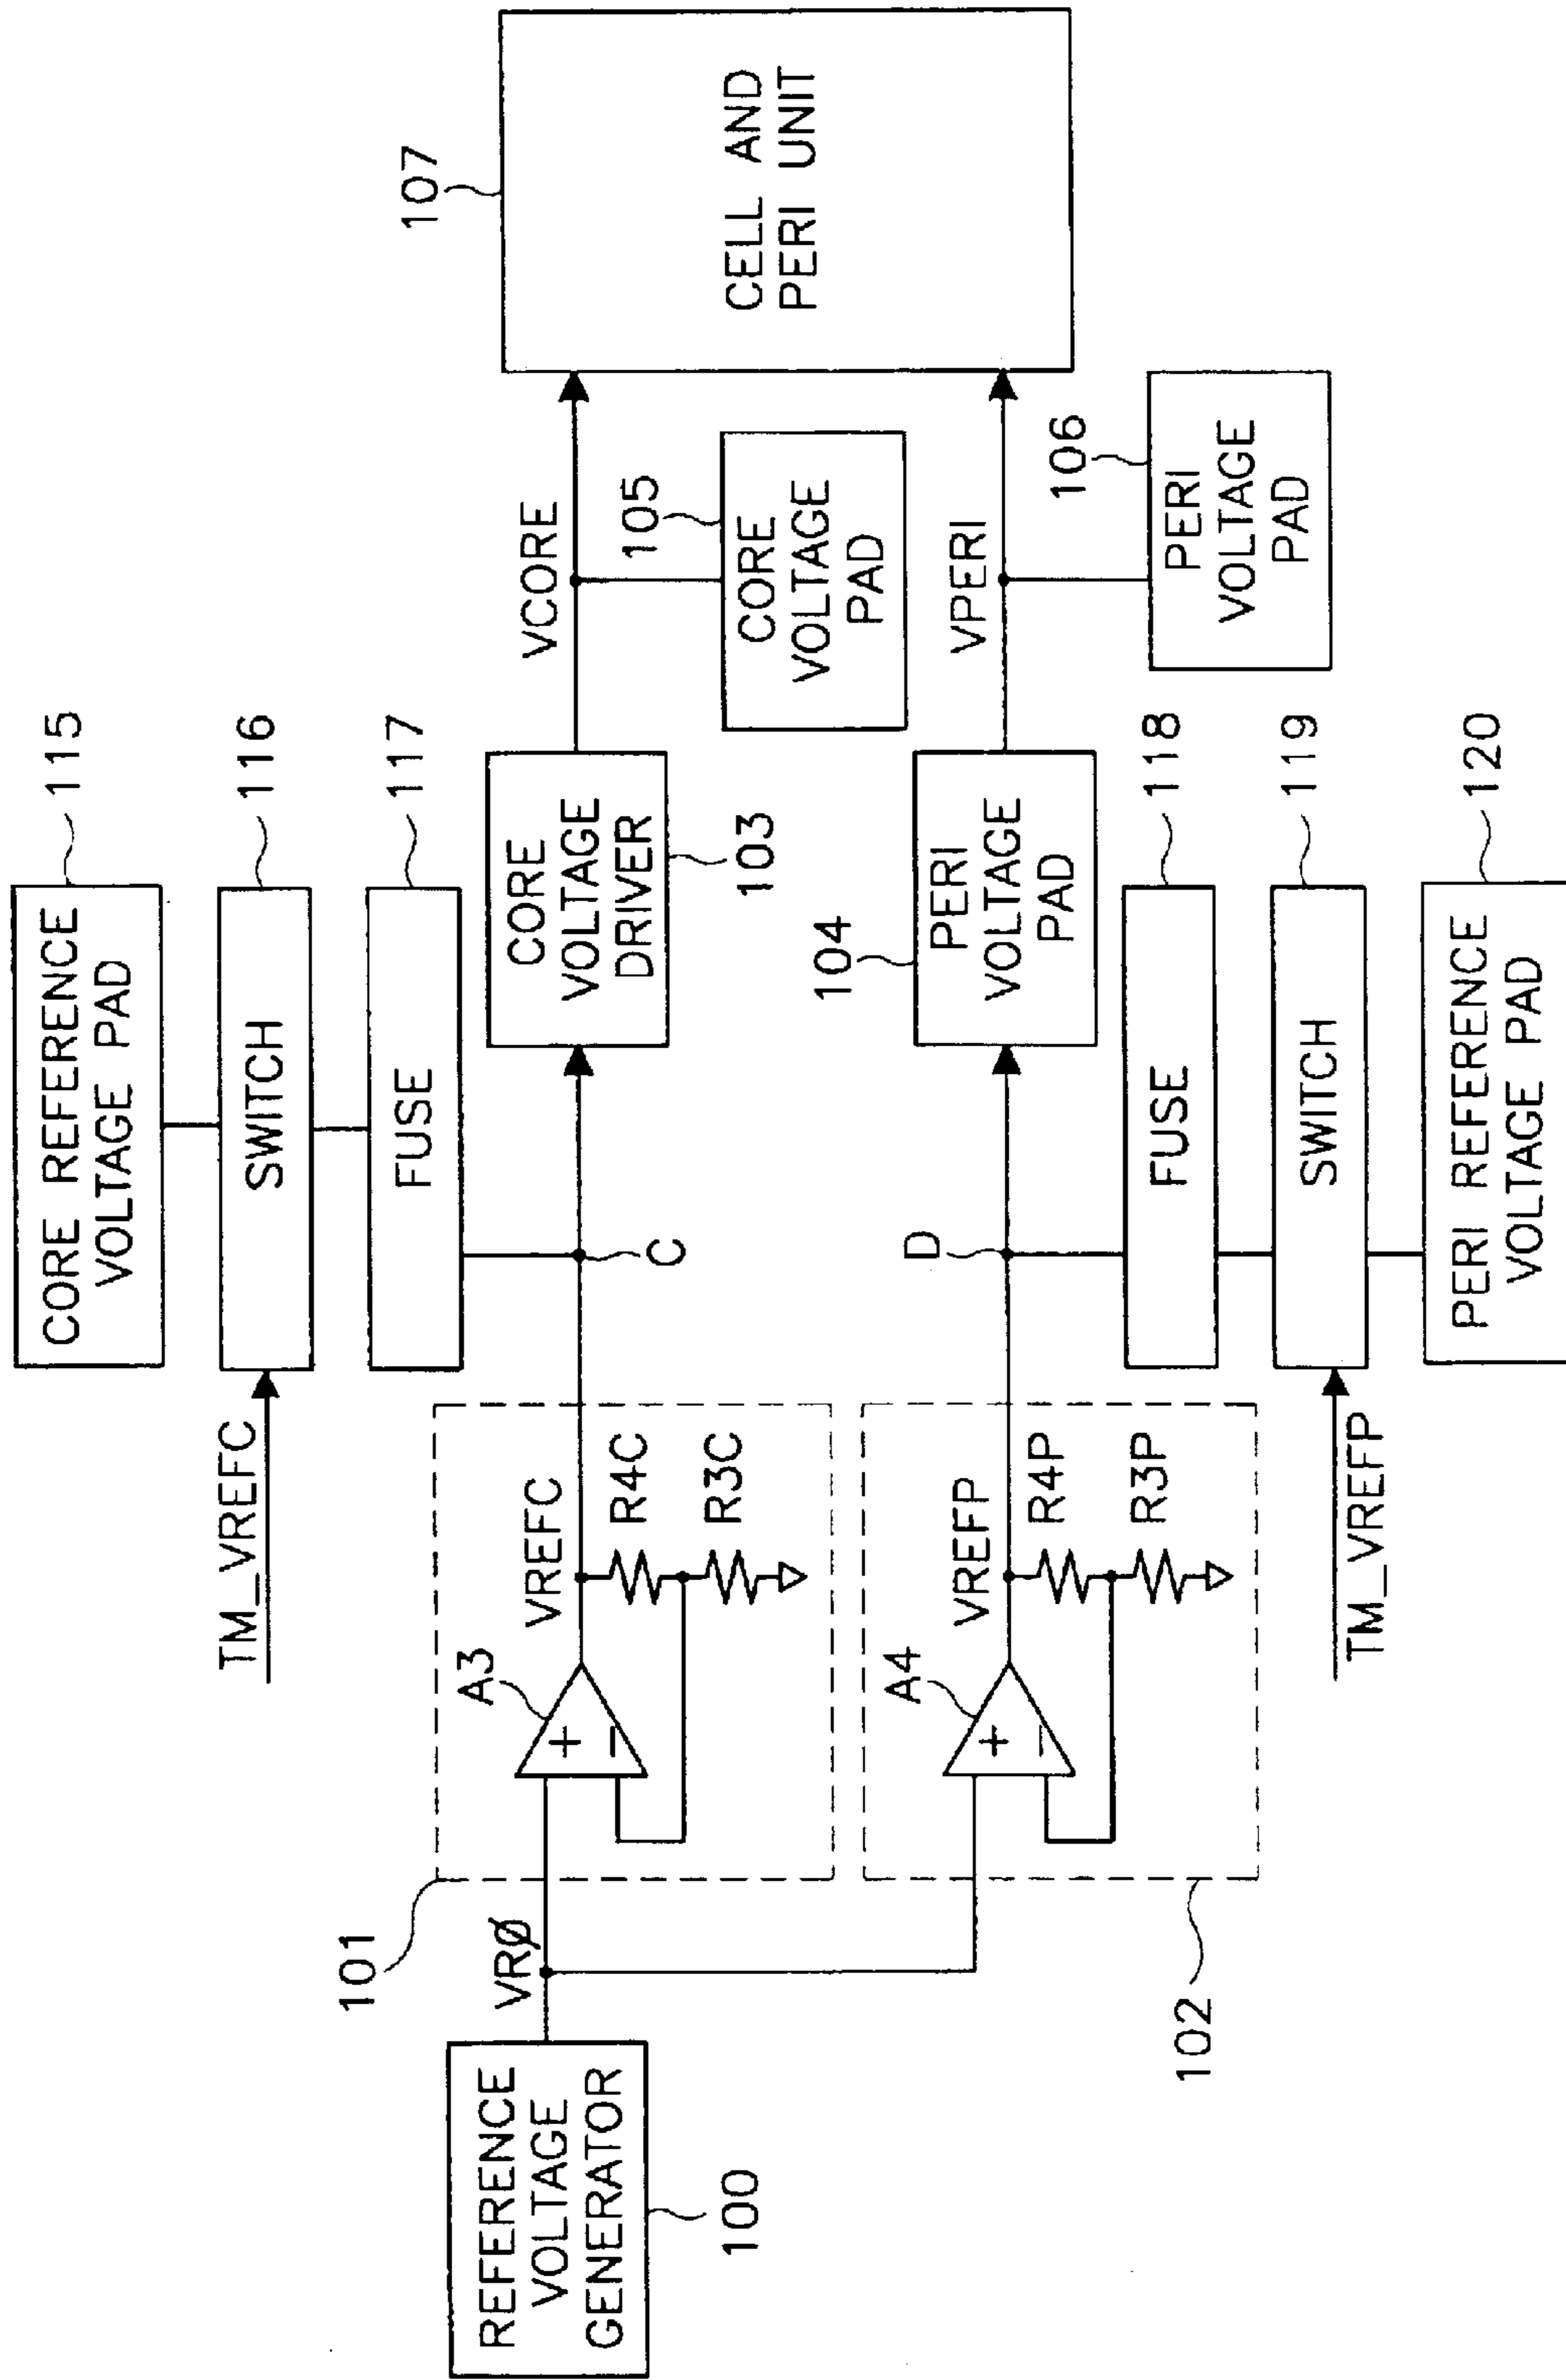 CORE REFERENCE
VOLTAGE PAD
115
TM_VREFC
SWITCH
116
FUSE
117
101
VRØ
A3
VREFC
R4C
R3C
C
CORE
VOLTAGE
DRIVER
103
VCORE
105
CORE
VOLTAGE
PAD
107
CELL AND
PERI UNIT
REFERENCE
VOLTAGE
GENERATOR
100
A4
VREFP
R4P
R3P
102
D
104
PERI
VOLTAGE
PAD
VPERI
106
PERI
VOLTAGE
PAD
FUSE
118
SWITCH
119
TM_VREFP
PERI REFERENCE
VOLTAGE PAD
120